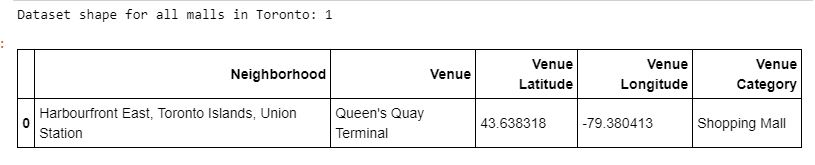 Dataset shape for all malls in Toronto: 1
:
Neighborhood Venue Venue Latitude Venue Longitude Venue Category
0 Harbourfront East, Toronto Islands, Union Station Queen's Quay Terminal 43.638318 -79.380413 Shopping Mall